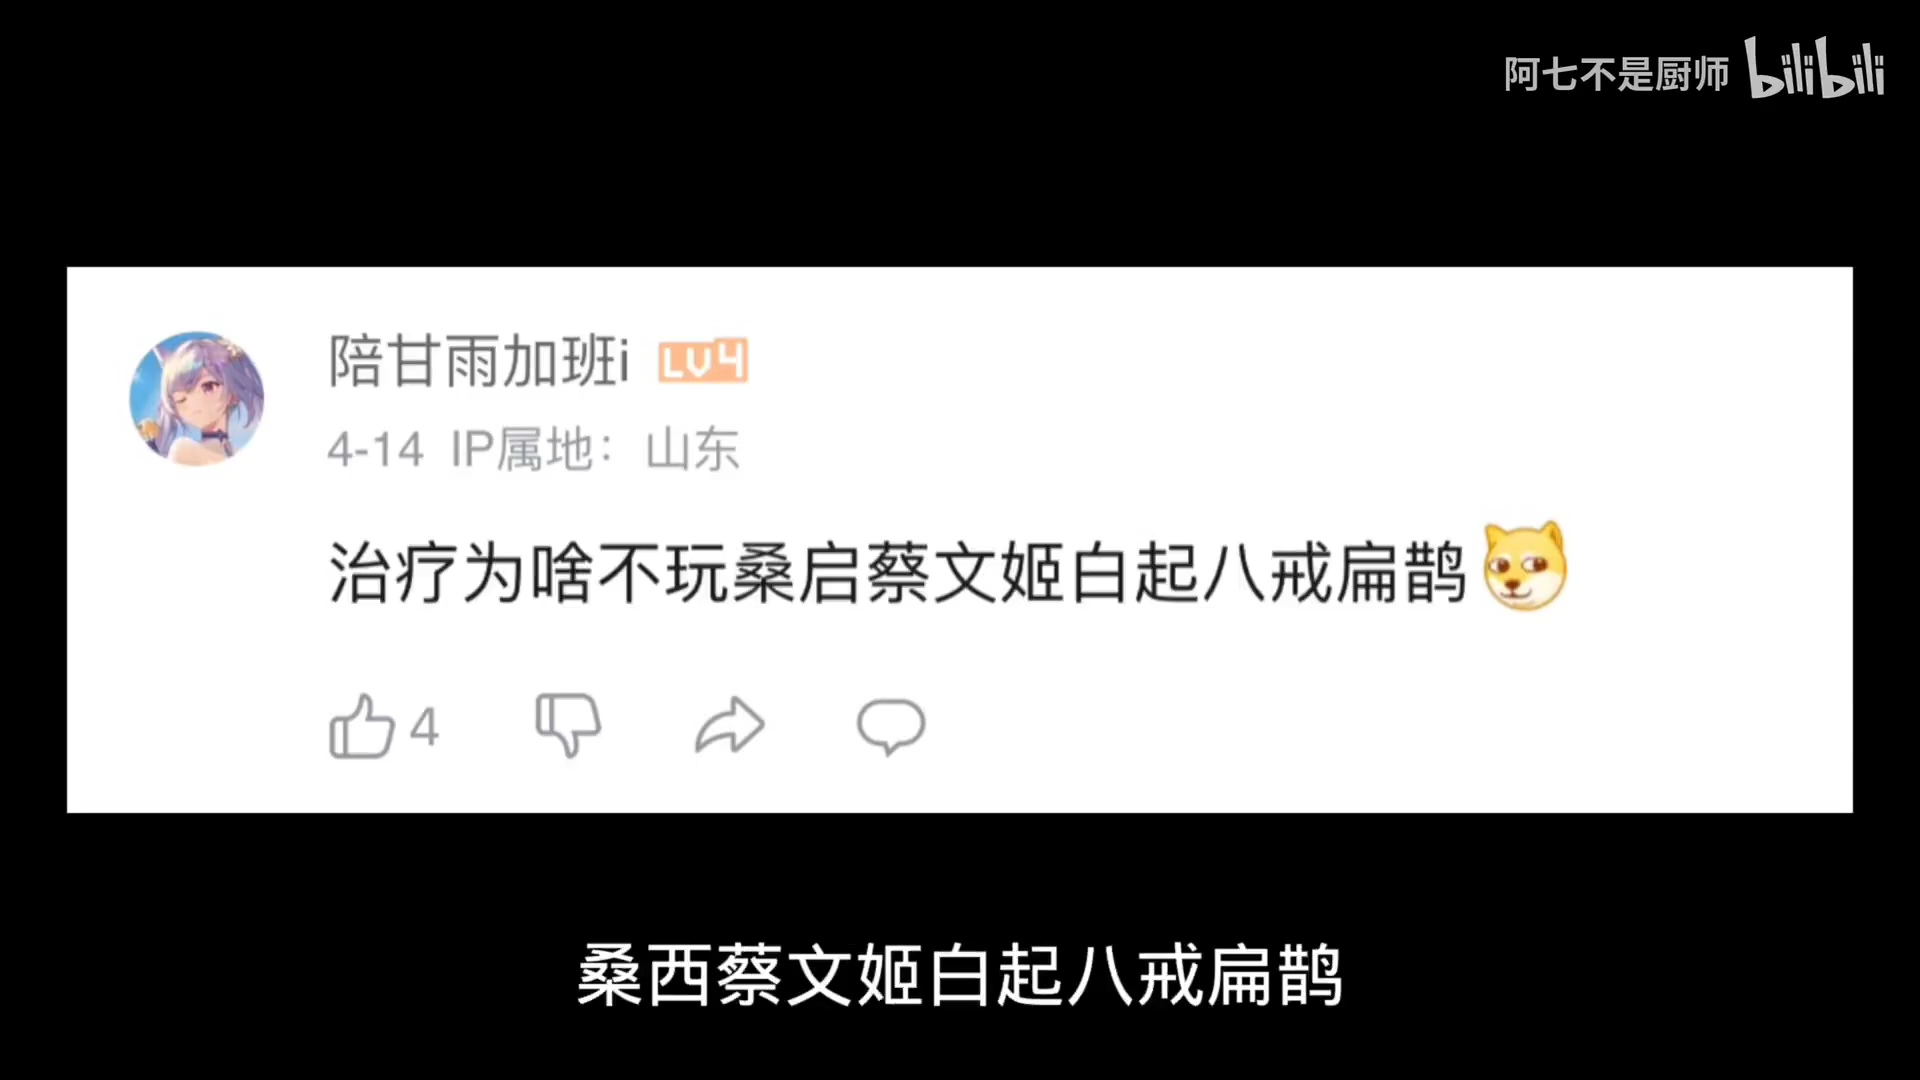 阿七不是厨师 bilibili
陪甘雨加班i LV4
4-14 IP属地：山东
治疗为啥不玩桑启蔡文姬白起八戒扁鹊
4
桑西蔡文姬白起八戒扁鹊